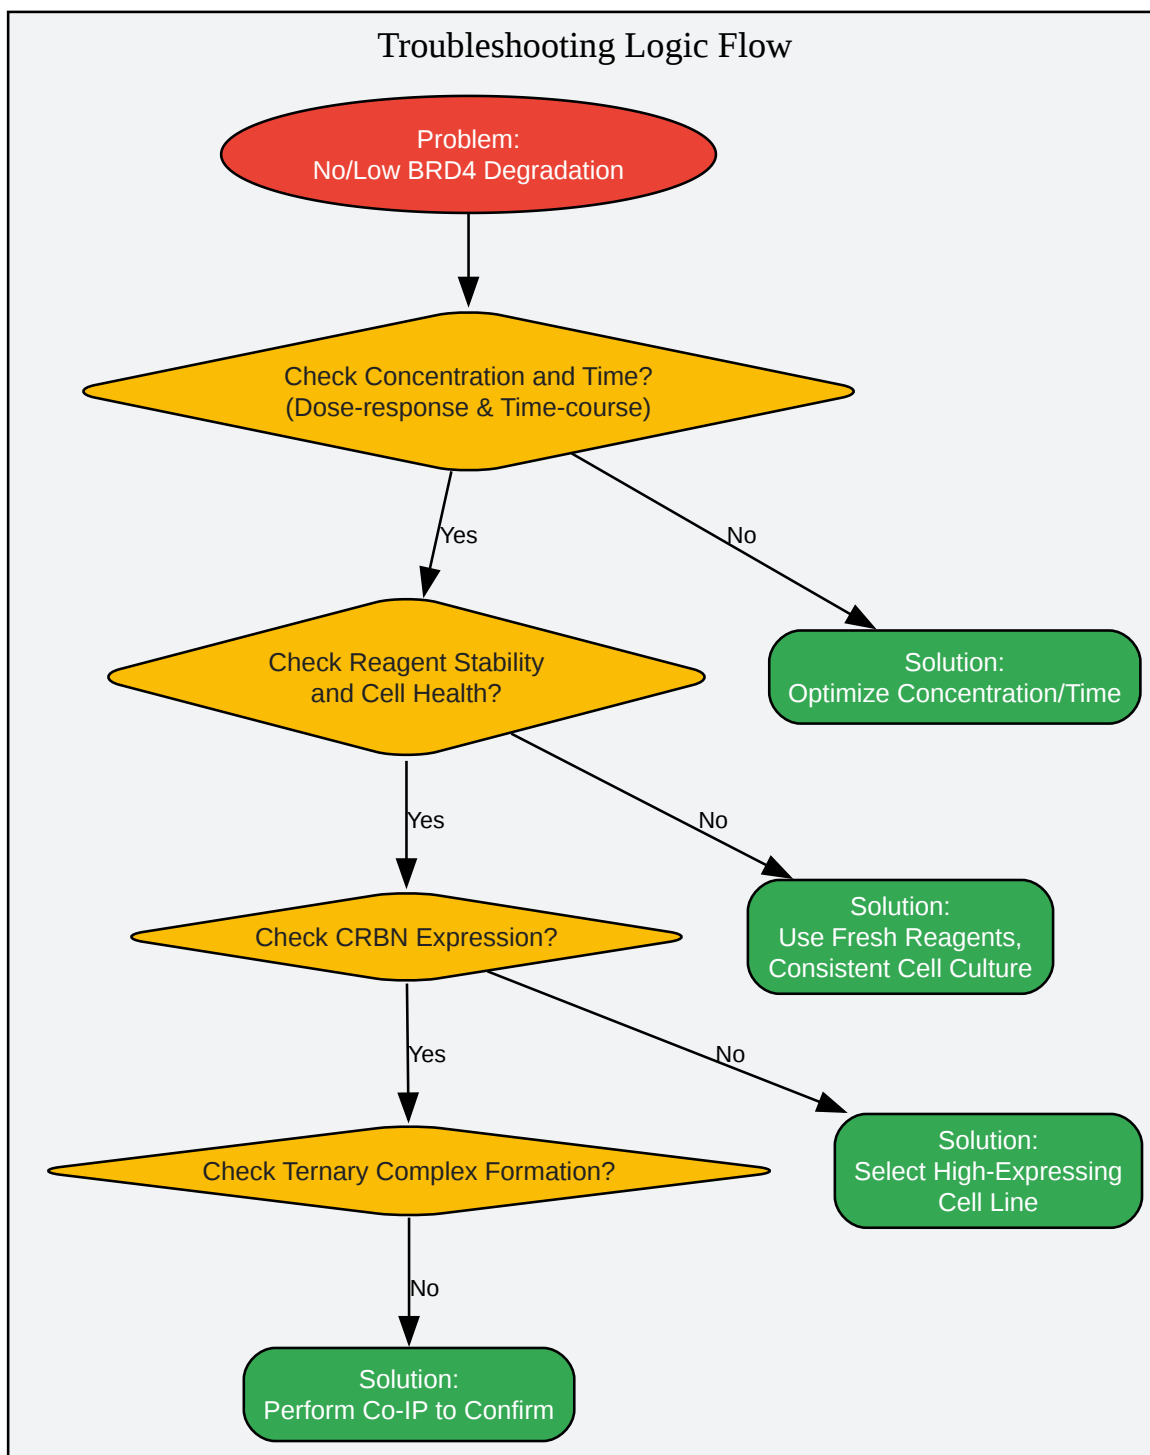 Troubleshooting Logic Flow
Problem:
No/Low BRD4 Degradation
Check Concentration and Time?
(Dose-response & Time-course)
Yes
No
Check Reagent Stability
and Cell Health?
Solution:
Optimize Concentration/Time
Yes
No
Check CRBN Expression?
Solution:
Use Fresh Reagents,
Consistent Cell Culture
Yes
No
Check Ternary Complex Formation?
Solution:
Select High-Expressing
Cell Line
No
Solution:
Perform Co-IP to Confirm